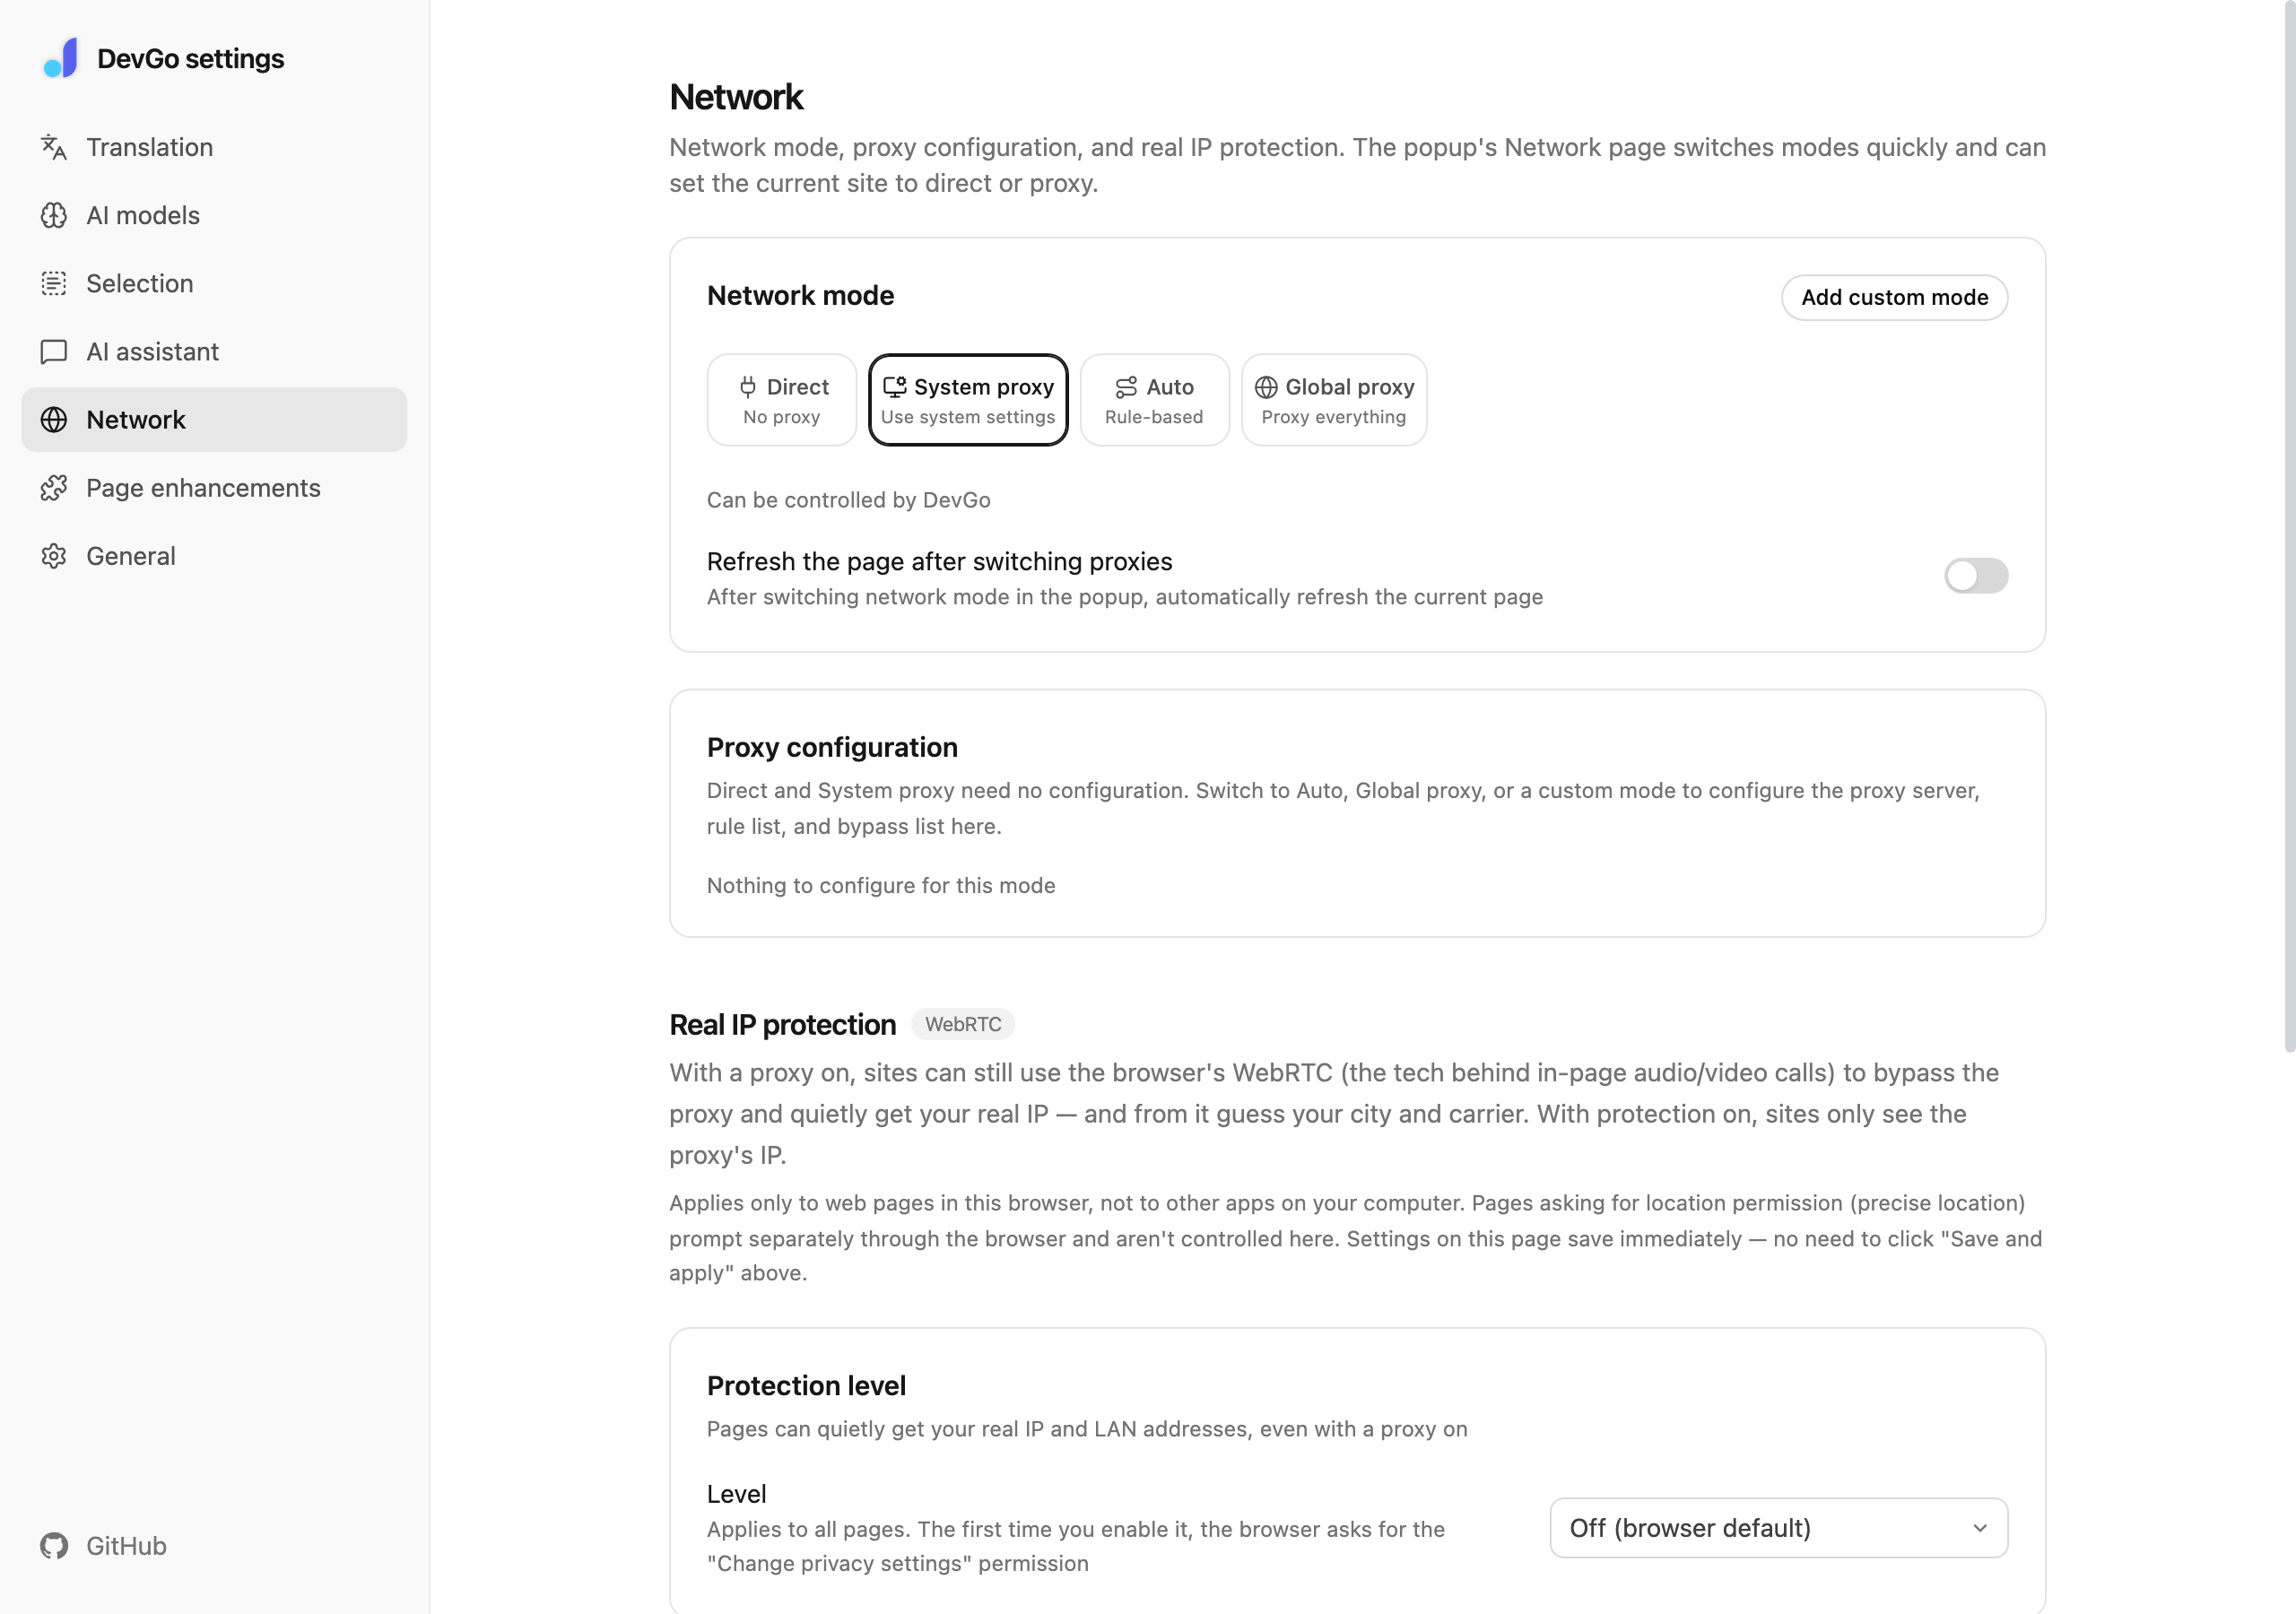 DevGo settings
Translation
AI models
Selection
AI assistant
Network
Page enhancements
General
GitHub
Network
Network mode, proxy configuration, and real IP protection. The popup's Network page switches modes quickly and can
set the current site to direct or proxy.
Network mode
Add custom mode
Direct
No proxy
System proxy
Use system settings
Auto
Rule-based
Global proxy
Proxy everything
Can be controlled by DevGo
Refresh the page after switching proxies
After switching network mode in the popup, automatically refresh the current page
Proxy configuration
Direct and System proxy need no configuration. Switch to Auto, Global proxy, or a custom mode to configure the proxy server,
rule list, and bypass list here.
Nothing to configure for this mode
Real IP protection
WebRTC
With a proxy on, sites can still use the browser's WebRTC (the tech behind in-page audio/video calls) to bypass the
proxy and quietly get your real IP — and from it guess your city and carrier. With protection on, sites only see the
proxy's IP.
Applies only to web pages in this browser, not to other apps on your computer. Pages asking for location permission (precise location)
prompt separately through the browser and aren't controlled here. Settings on this page save immediately — no need to click "Save and
apply" above.
Protection level
Pages can quietly get your real IP and LAN addresses, even with a proxy on
Level
Applies to all pages. The first time you enable it, the browser asks for the
"Change privacy settings" permission
Off (browser default)